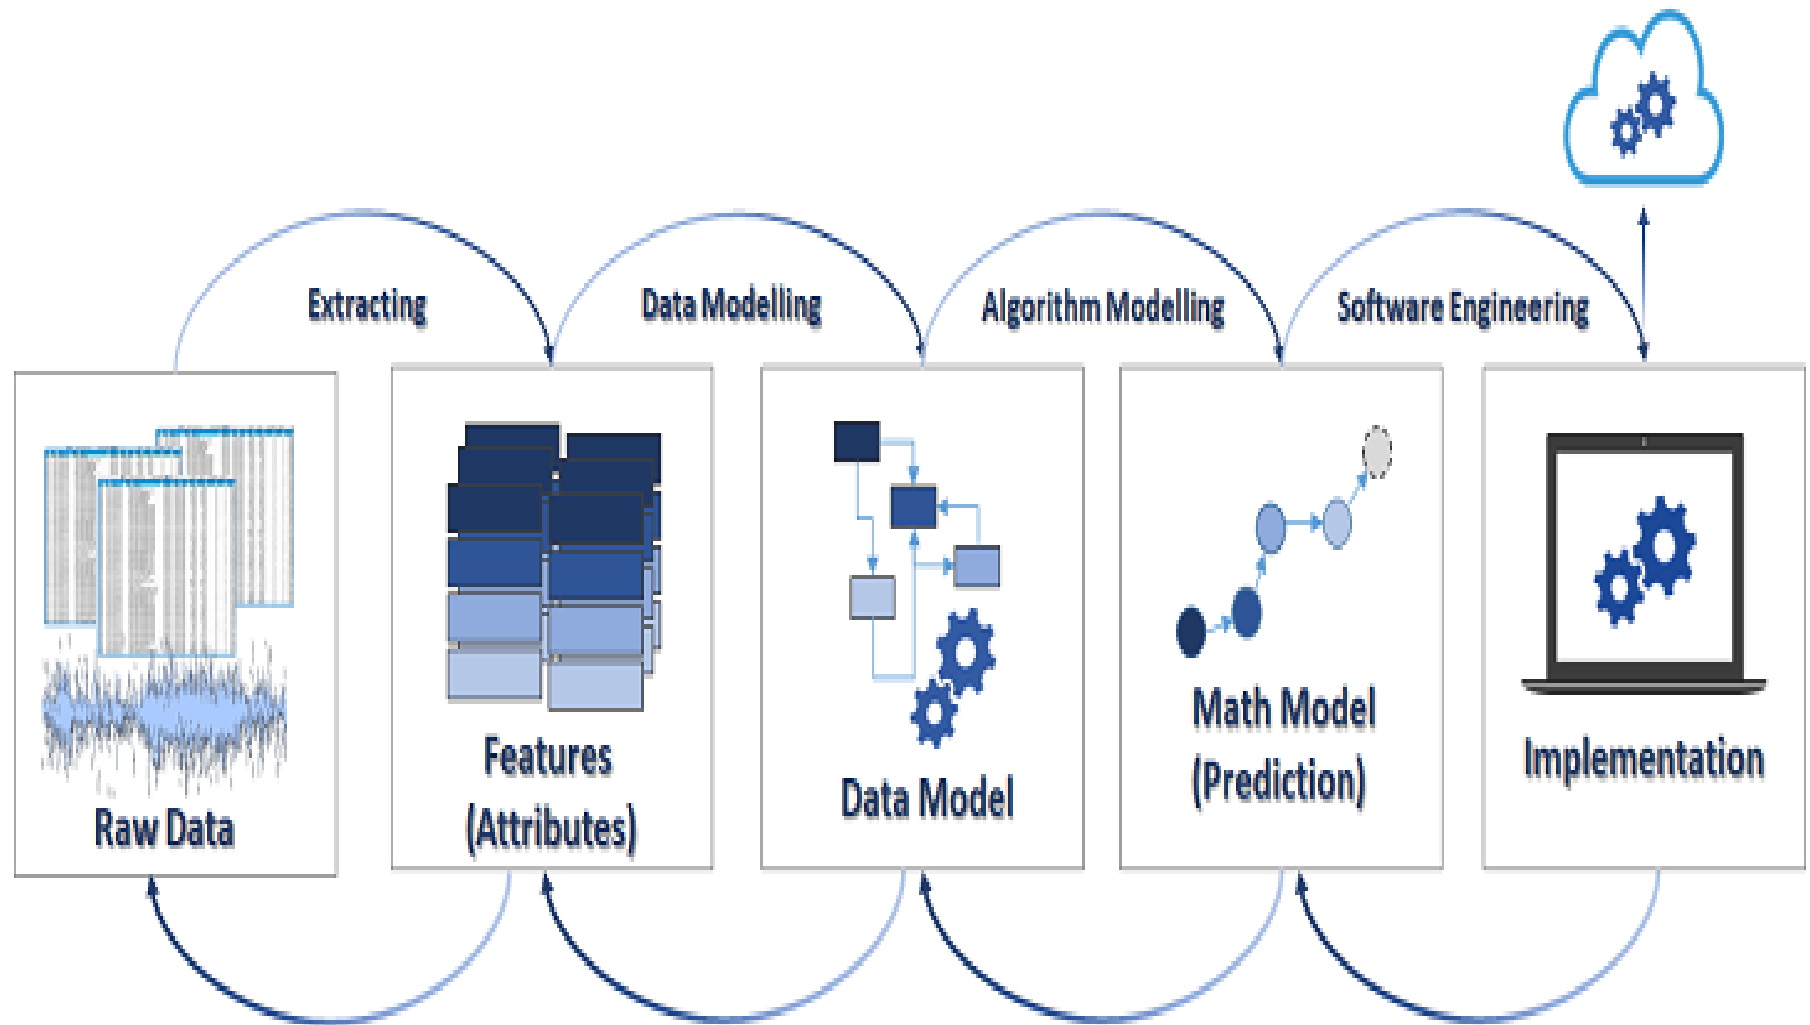 Extracting
Data Modelling
Algorithm Modelling
Software Engineering
Raw Data
Features
(Attributes)
Data Model
Math Model
(Prediction)
Implementation